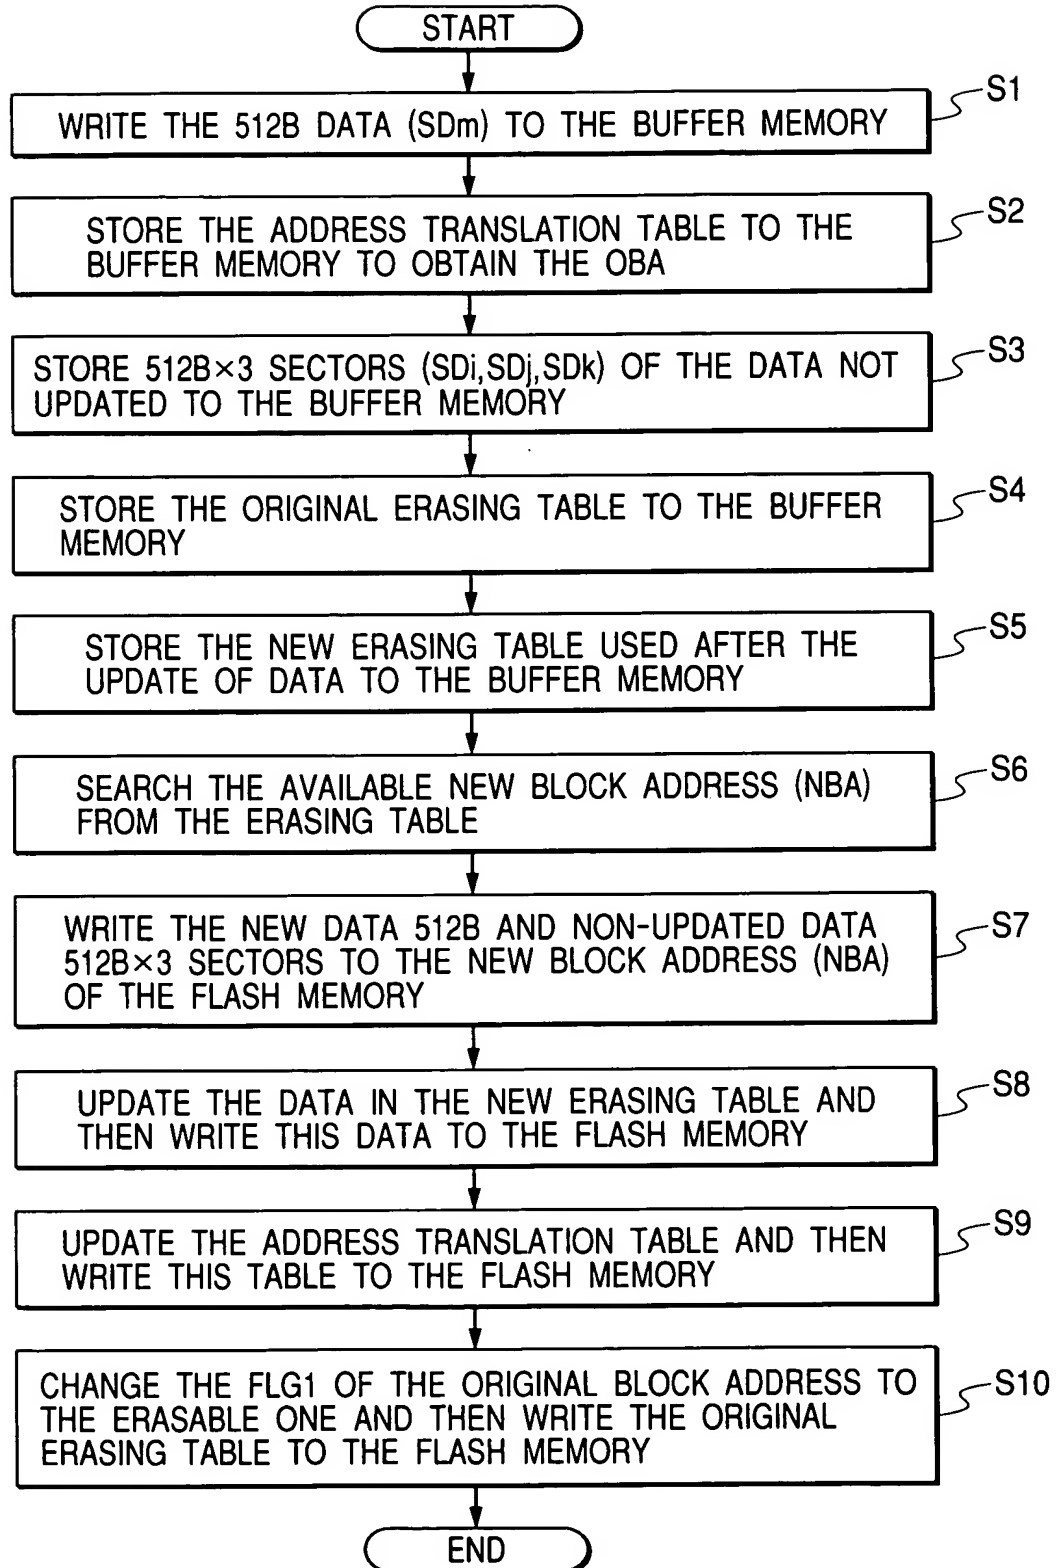 START
S1
WRITE THE 512B DATA (SDm) TO THE BUFFER MEMORY
S2
STORE THE ADDRESS TRANSLATION TABLE TO THE
BUFFER MEMORY TO OBTAIN THE OBA
S3
STORE 512B×3 SECTORS (SDi,SDj,SDk) OF THE DATA NOT
UPDATED TO THE BUFFER MEMORY
S4
STORE THE ORIGINAL ERASING TABLE TO THE BUFFER
MEMORY
S5
STORE THE NEW ERASING TABLE USED AFTER THE
UPDATE OF DATA TO THE BUFFER MEMORY
S6
SEARCH THE AVAILABLE NEW BLOCK ADDRESS (NBA)
FROM THE ERASING TABLE
S7
WRITE THE NEW DATA 512B AND NON-UPDATED DATA
512B×3 SECTORS TO THE NEW BLOCK ADDRESS (NBA)
OF THE FLASH MEMORY
S8
UPDATE THE DATA IN THE NEW ERASING TABLE AND
THEN WRITE THIS DATA TO THE FLASH MEMORY
S9
UPDATE THE ADDRESS TRANSLATION TABLE AND THEN
WRITE THIS TABLE TO THE FLASH MEMORY
S10
CHANGE THE FLG1 OF THE ORIGINAL BLOCK ADDRESS TO
THE ERASABLE ONE AND THEN WRITE THE ORIGINAL
ERASING TABLE TO THE FLASH MEMORY
END